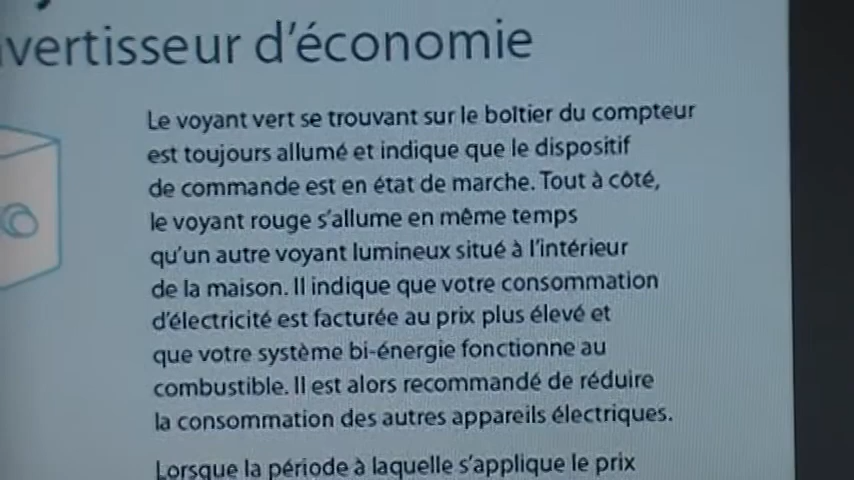 vertisseur d'économie
Le voyant vert se trouvant sur le boîtier du compteur
est toujours allumé et indique que le dispositif
de commande est en état de marche. Tout à côté,
le voyant rouge s'allume en même temps
qu'un autre voyant lumineux situé à l'intérieur
de la maison. Il indique que votre consommation
d'électricité est facturée au prix plus élevé et
que votre système bi-énergie fonctionne au
combustible. Il est alors recommandé de réduire
la consommation des autres appareils électriques.
Lorsque la période à laquelle s'applique le prix